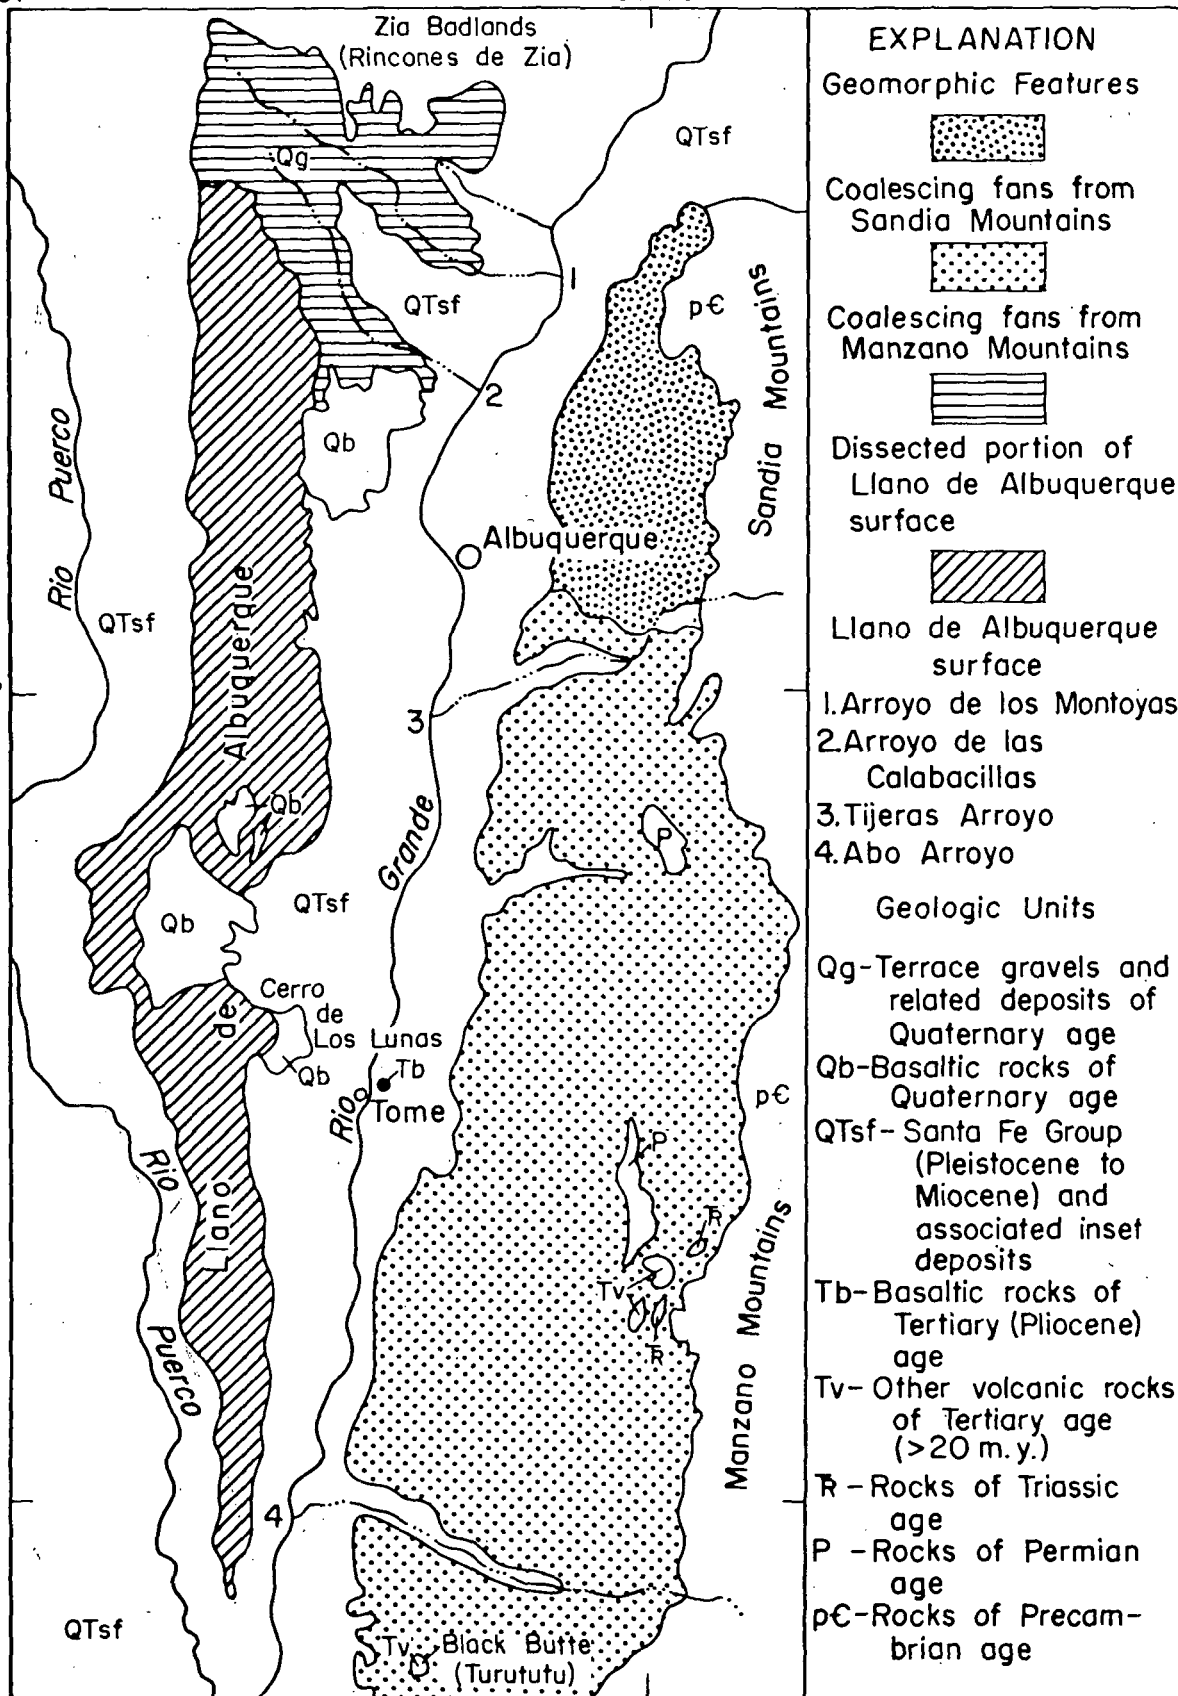 Zia Badlands
(Rincones de Zia)
QTsf
Qg
QTsf
1
p€
Sandia Mountains
2
Qb
Rio Puerco
Albuquerque
QTsf
Albuquerque
3
Qb
P
Grande
Qb
QTsf
Cerro
de
Los Lunas
de
Qb
Tb
Rio
Tome
p€
P
Rio
Llano
TR
Tv
TR
Manzano Mountains
Puerco
4
QTsf
Tv
Black Butte
(Turututu)
EXPLANATION
Geomorphic Features
Coalescing fans from
Sandia Mountains
Coalescing fans from
Manzano Mountains
Dissected portion of
Llano de Albuquerque
surface
Llano de Albuquerque
surface
1. Arroyo de los Montoyas
2. Arroyo de las
Calabacillas
3. Tijeras Arroyo
4. Abo Arroyo
Geologic Units
Qg-Terrace gravels and
related deposits of
Quaternary age
Qb-Basaltic rocks of
Quaternary age
QTsf- Santa Fe Group
(Pleistocene to
Miocene) and
associated inset
deposits
Tb-Basaltic rocks of
Tertiary (Pliocene)
age
Tv- Other volcanic rocks
of Tertiary age
(>20 m.y.)
TR - Rocks of Triassic
age
P -Rocks of Permian
age
p€-Rocks of Precam-
brian age